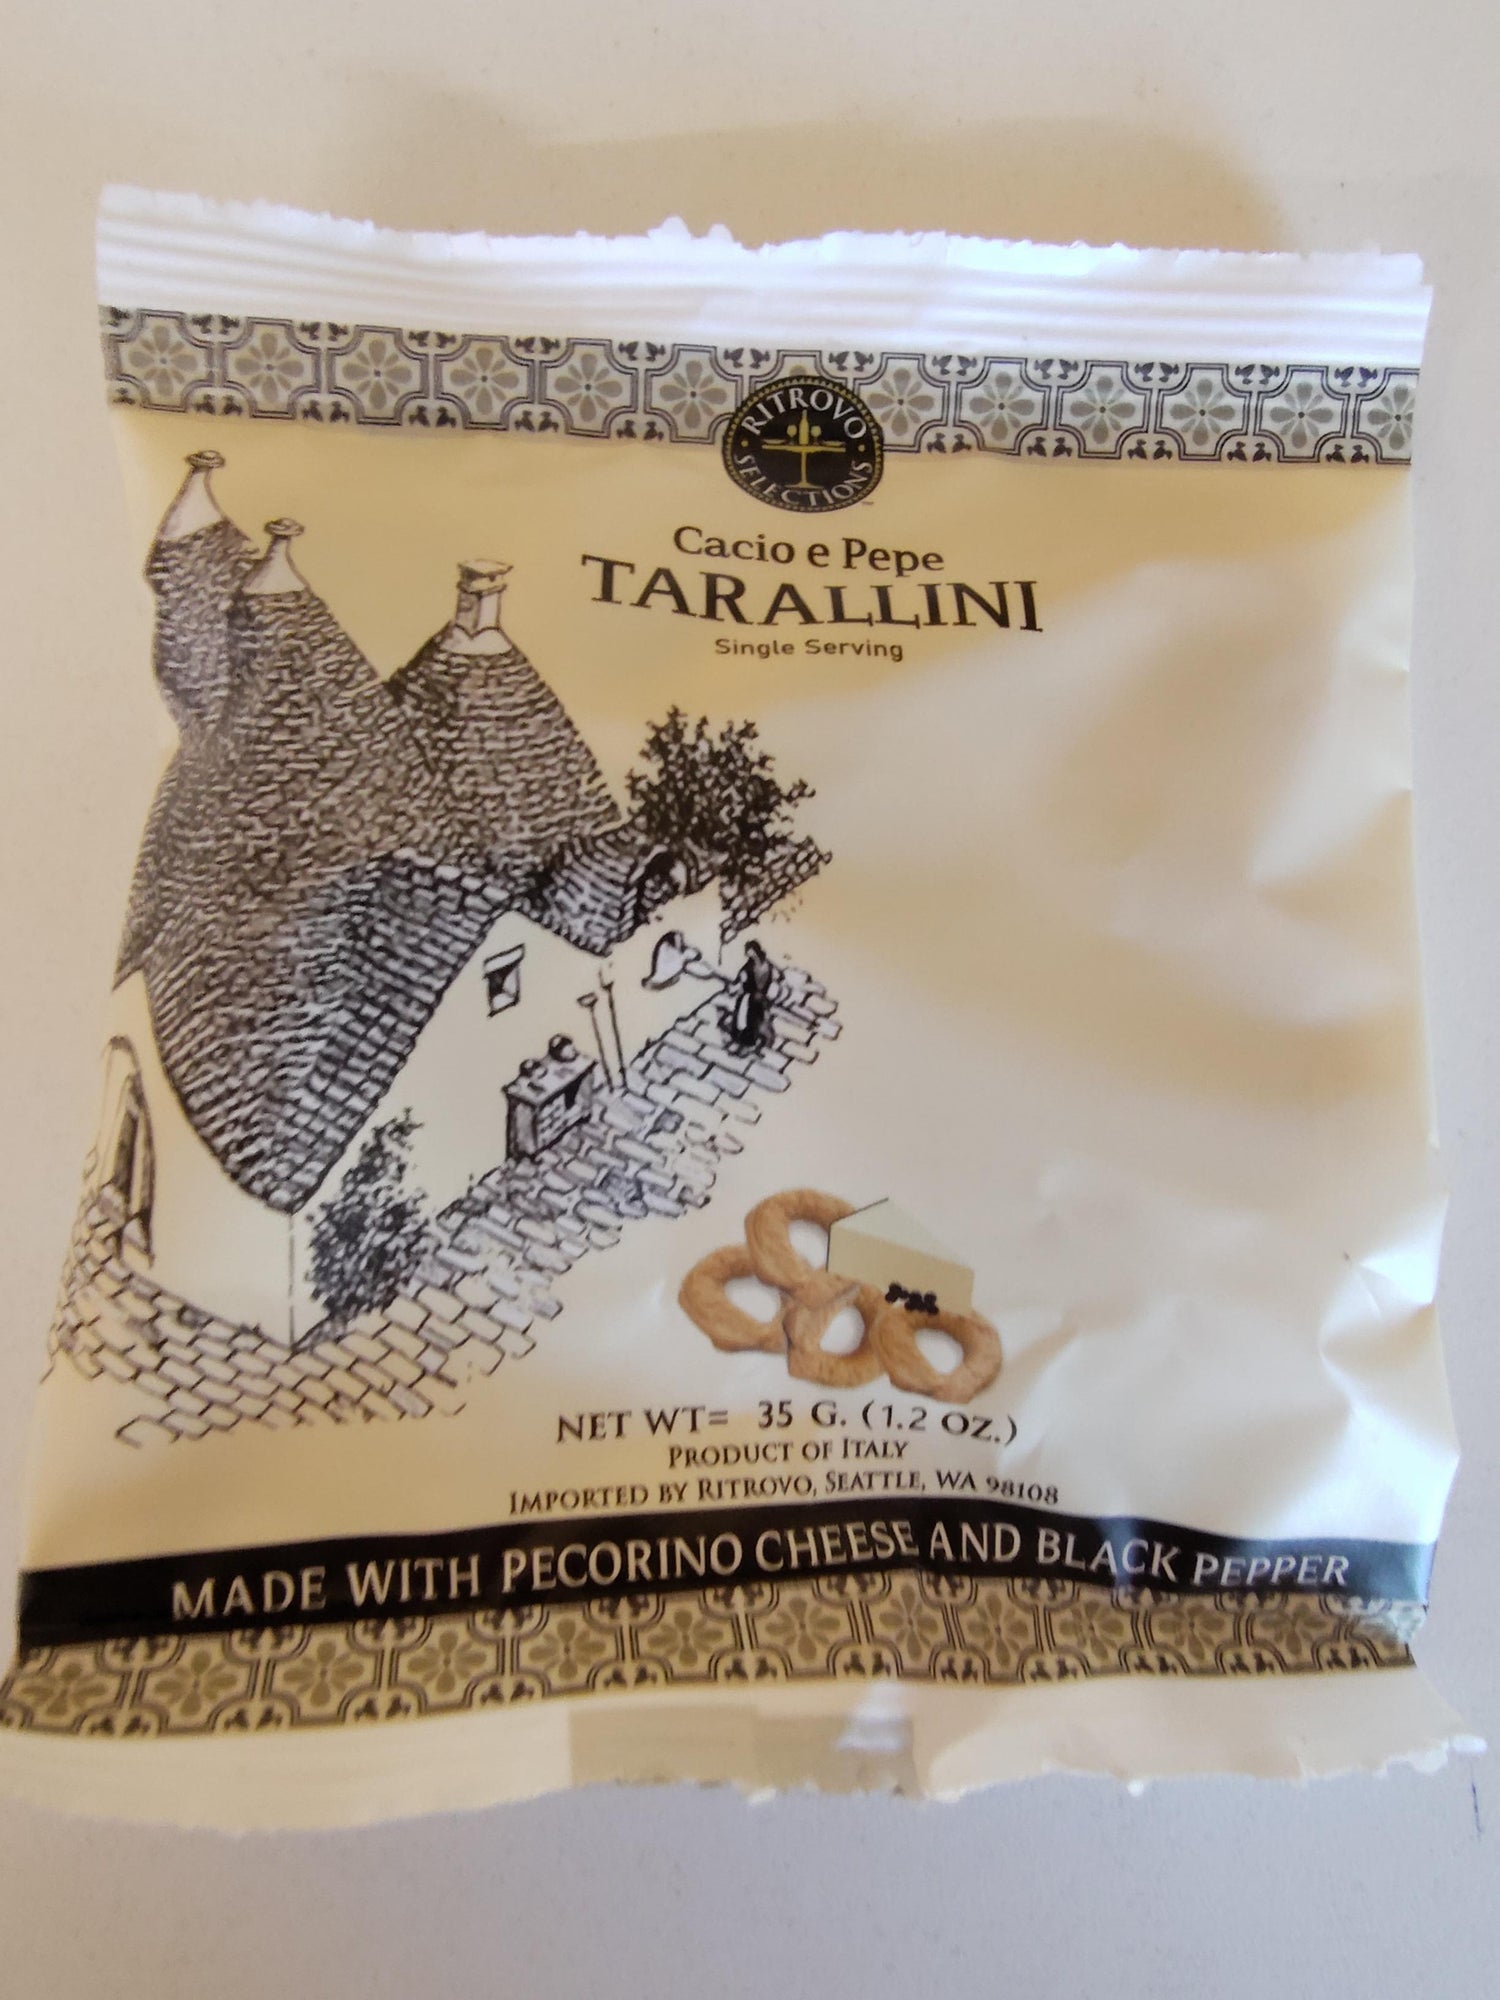 RITROVO
SELECTIONS
Cacio e Pepe
TARALLINI
Single Serving
NET WT= 35 G. (1.2 OZ.)
PRODUCT OF ITALY
IMPORTED BY RITROVO, SEATTLE, WA 98108
MADE WITH PECORINO CHEESE AND BLACK PEPPER